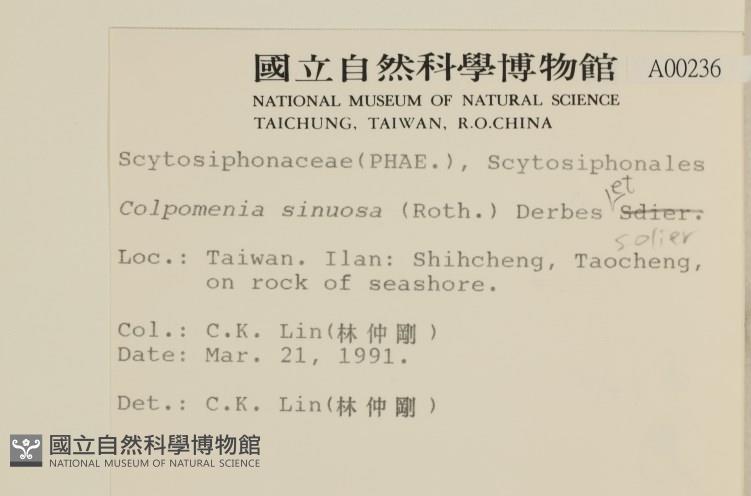 國立自然科學博物館 A00236
NATIONAL MUSEUM OF NATURAL SCIENCE
TAICHUNG, TAIWAN, R.O.CHINA
Scytosiphonaceae(PHAE.), Scytosiphonales
et
Colpomenia sinuosa (Roth.) Derbes Sdier.
solier
Loc.: Taiwan. Ilan: Shihcheng, Taocheng,
on rock of seashore.
Col.: C.K. Lin(林仲剛)
Date: Mar. 21, 1991.
Det.: C.K. Lin(林仲剛)
國立自然科學博物館
NATIONAL MUSEUM OF NATURAL SCIENCE